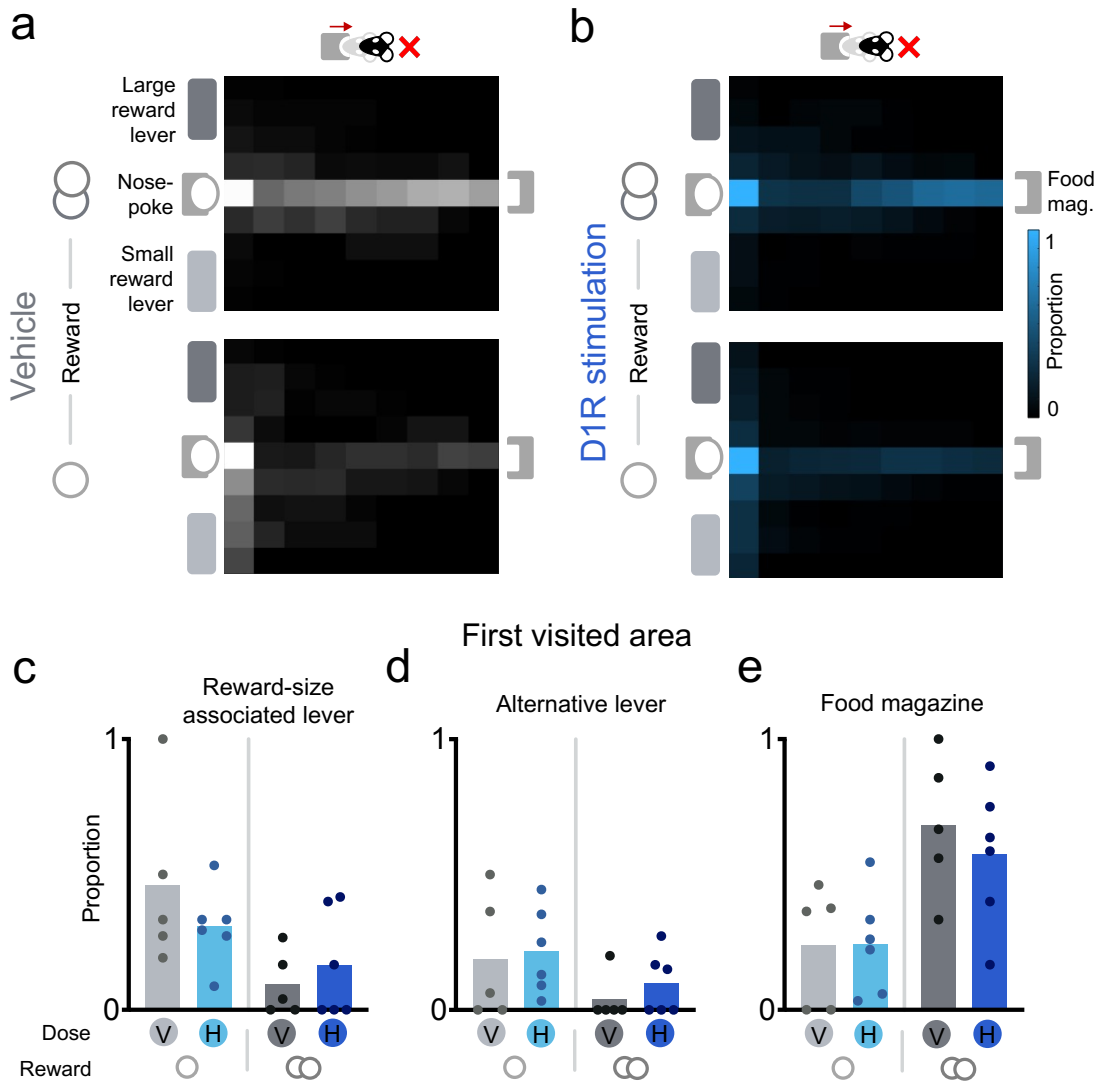 a
b
Large
reward
lever
Nose-
poke
Small
reward
lever
Vehicle
Reward
D1R stimulation
Reward
Food
mag.
1
Proportion
0
First visited area
c
d
e
Reward-size
associated lever
Alternative lever
Food magazine
1
1
1
Proportion
0
0
0
Dose
V
H
V
H
V
H
V
H
V
H
V
H
Reward